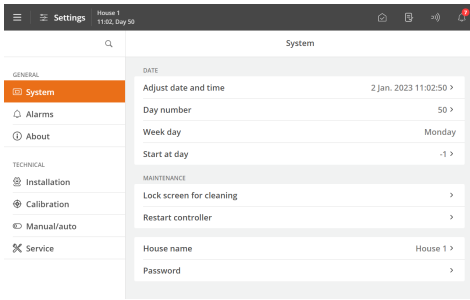 Settings
House 1
11:02, Day 50
?
System
GENERAL
System
Alarms
About
TECHNICAL
Installation
Calibration
Manual/auto
Service
DATE
Adjust date and time 2 Jan. 2023 11:02:50 >
Day number 50 >
Week day Monday
Start at day -1 >
MAINTENANCE
Lock screen for cleaning >
Restart controller >
House name House 1 >
Password >